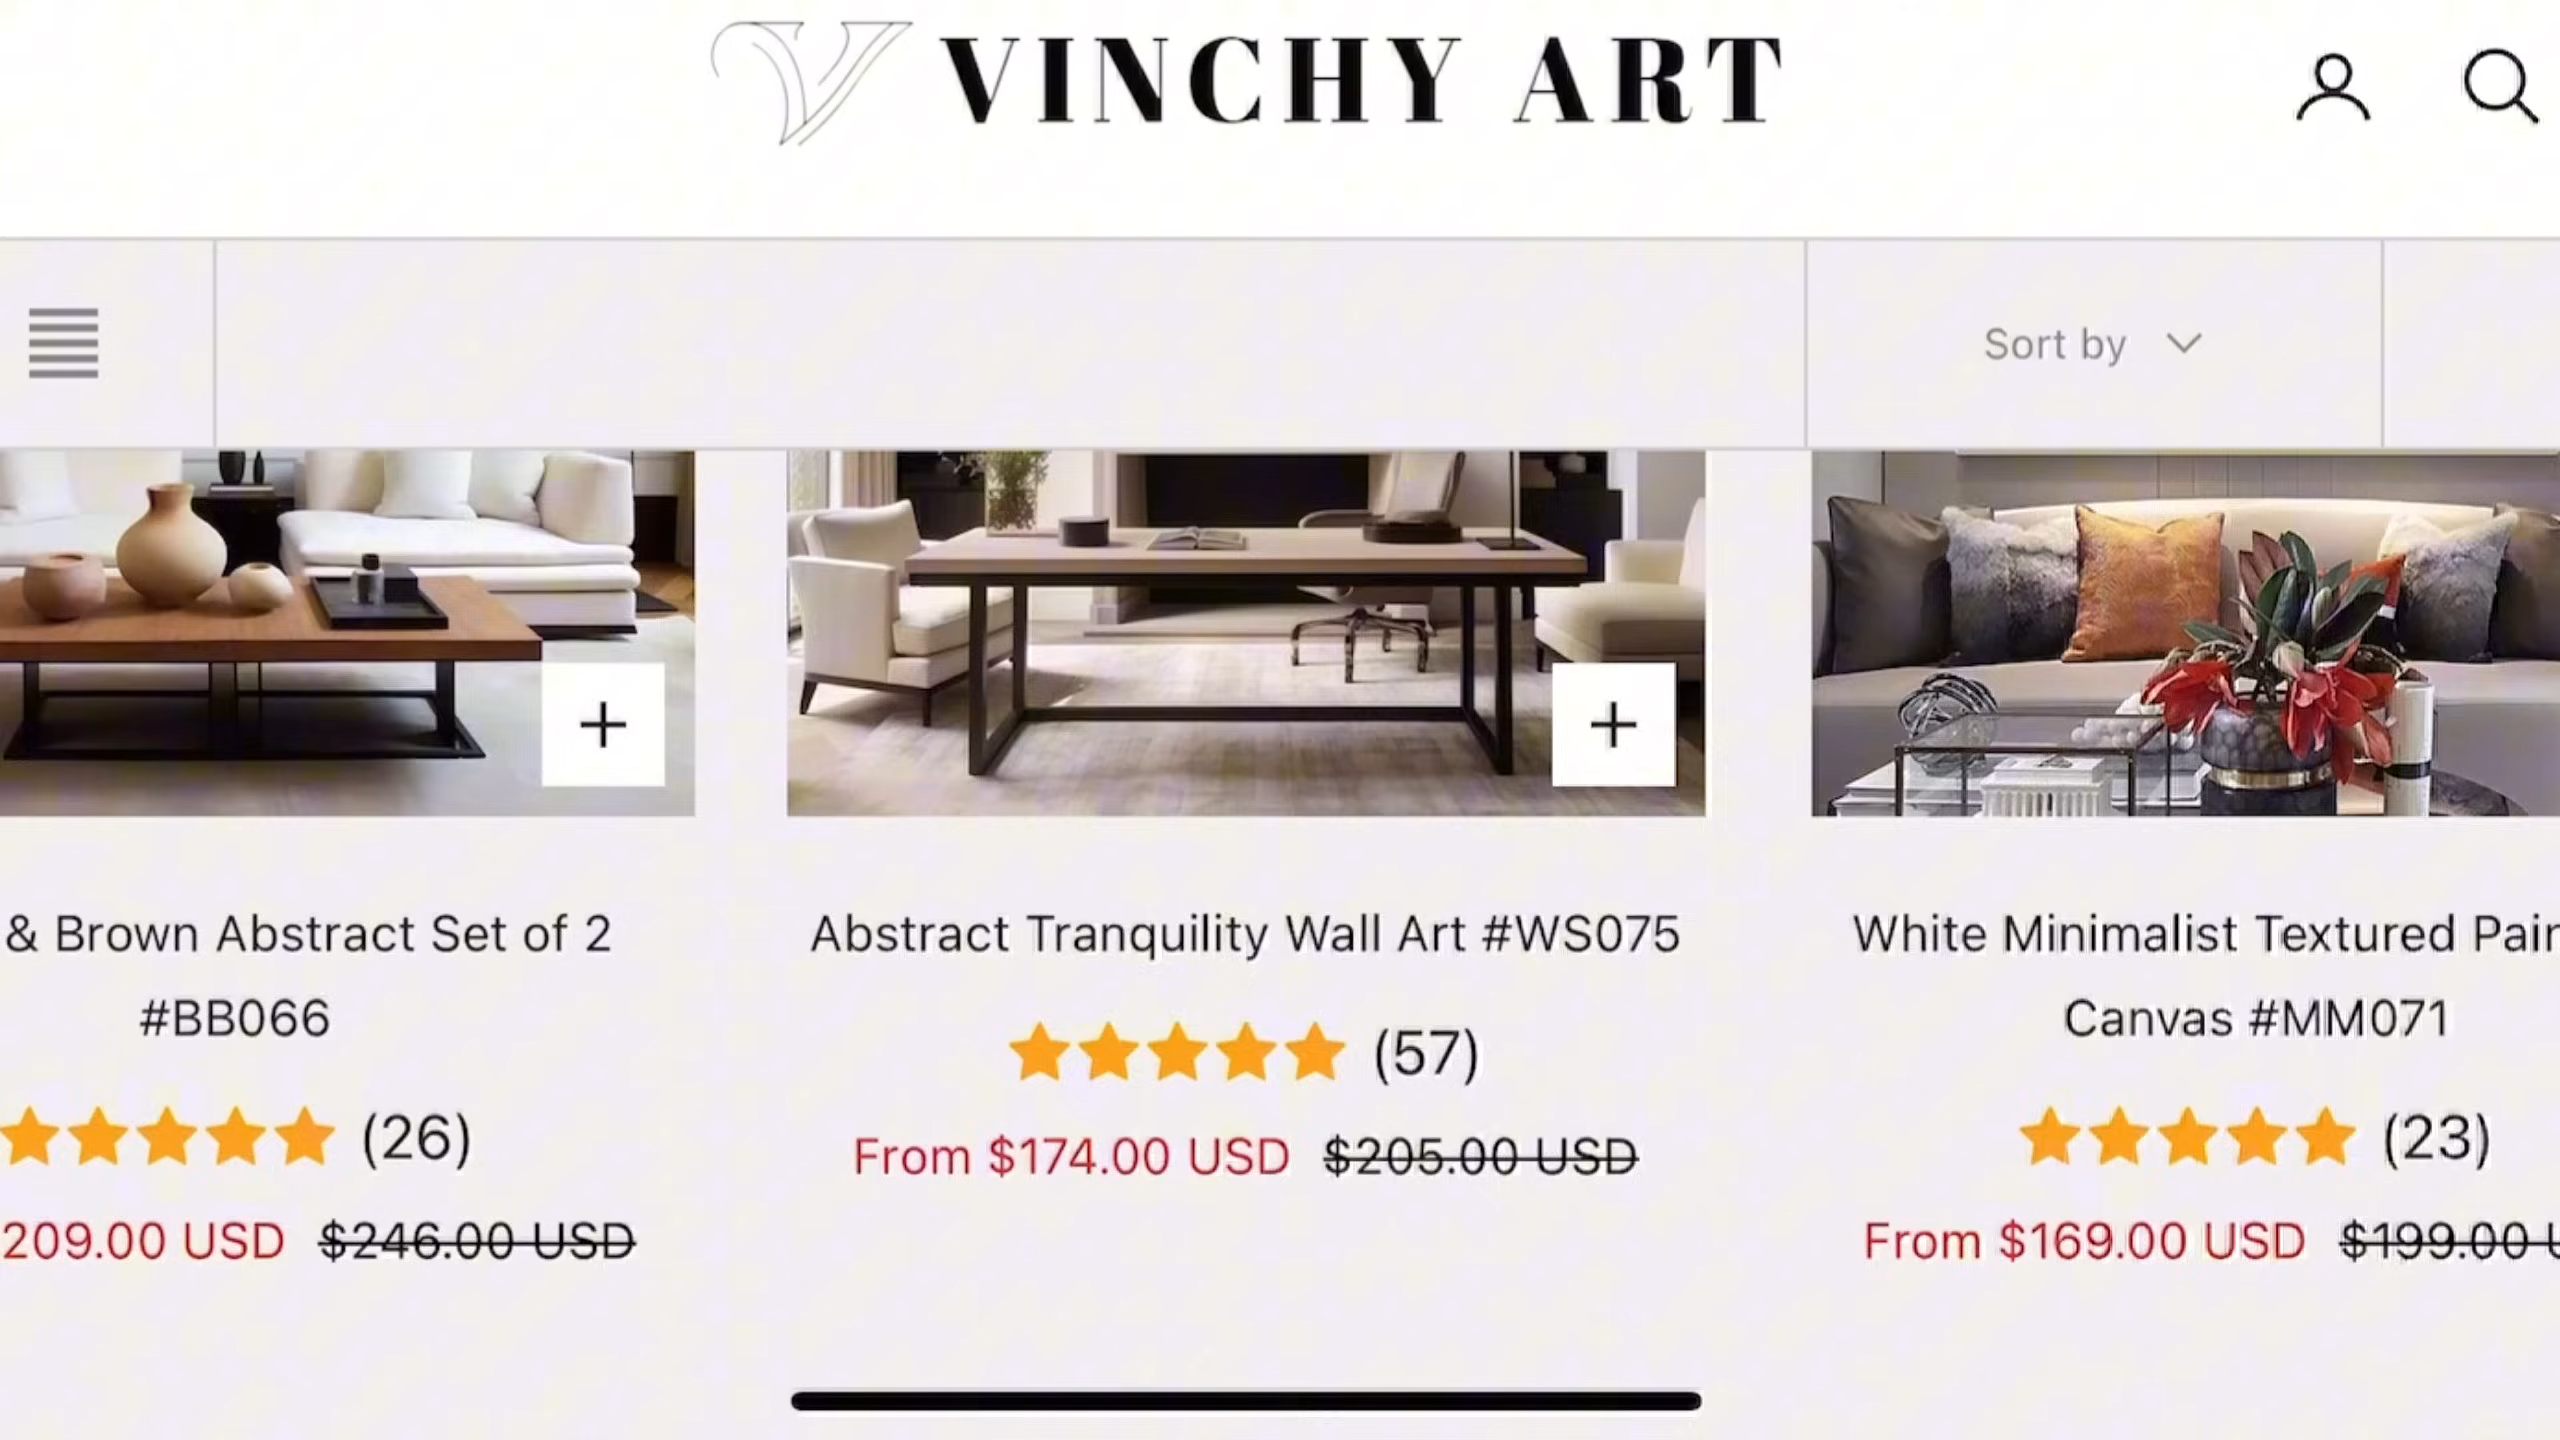 VINCHY ART
Sort by
& Brown Abstract Set of 2
#BB066
(26)
209.00 USD $246.00 USD
Abstract Tranquility Wall Art #WS075
(57)
From $174.00 USD $205.00 USD
White Minimalist Textured
Canvas #MM071
(23)
From $169.00 USD $199.00